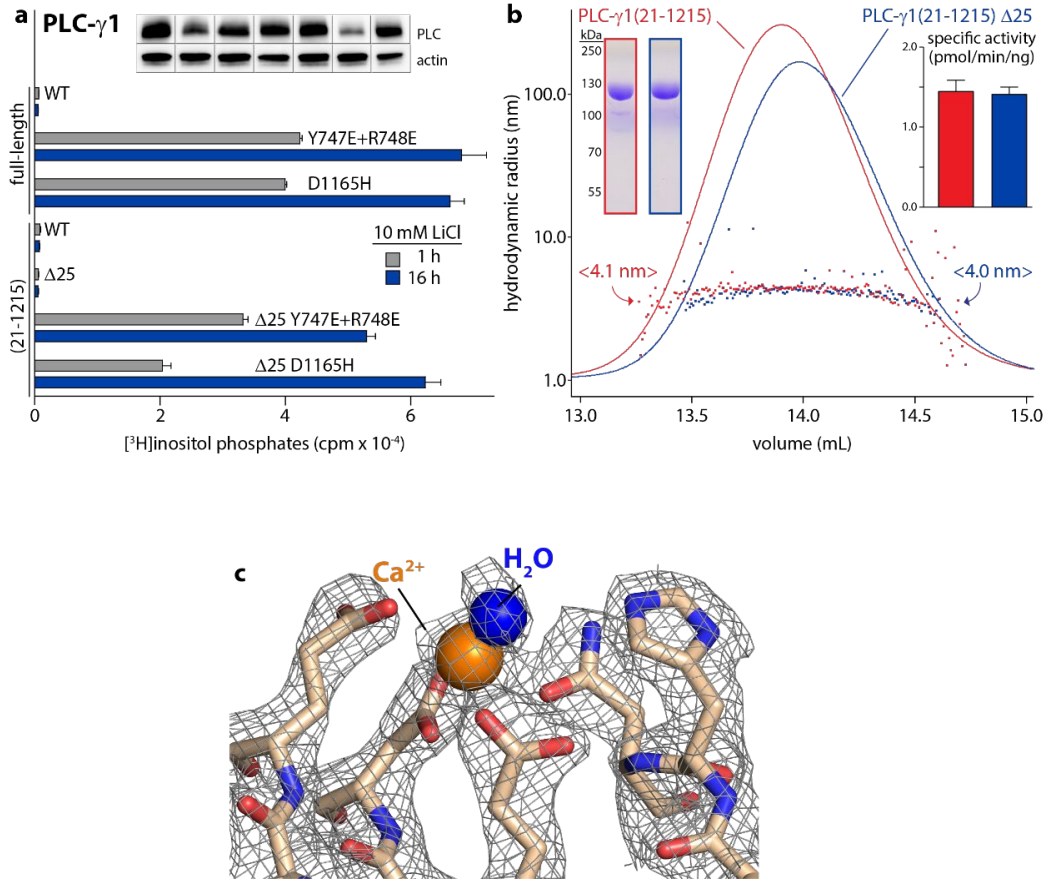 a
PLC-γ1
PLC
actin
full-length
WT
Y747E+R748E
D1165H
(21-1215)
WT
Δ25
Δ25 Y747E+R748E
Δ25 D1165H
10 mM LiCl
1 h
16 h
0 2 4 6
[³H]inositol phosphates (cpm x 10⁻⁴)
b
PLC-γ1(21-1215)
PLC-γ1(21-1215) Δ25
kDa
250
130
100
70
55
specific activity
(pmol/min/ng)
2.0
1.0
0.0
hydrodynamic radius (nm)
100.0
10.0
1.0
<4.1 nm>
<4.0 nm>
13.0 13.5 14.0 14.5 15.0
volume (mL)
c
Ca²⁺
H₂O